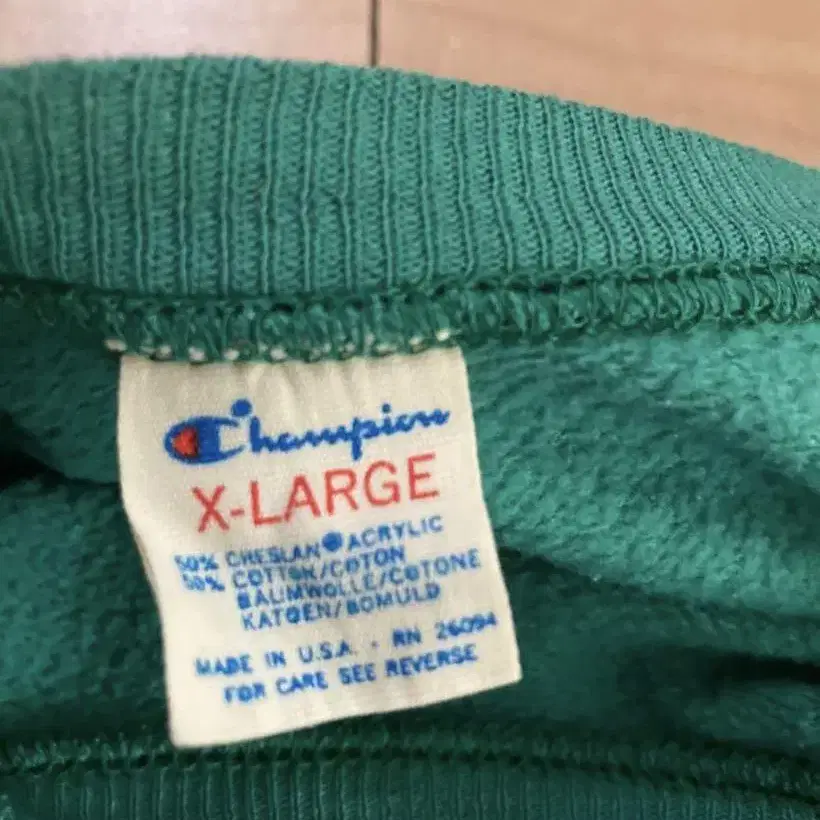 Champion
X-LARGE
50% CRESLAN® ACRYLIC
50% COTTON/COTON
BAUMWOLLE/COTONE
KATOEN/BOMULD
MADE IN U.S.A. - RN 26094
FOR CARE SEE REVERSE